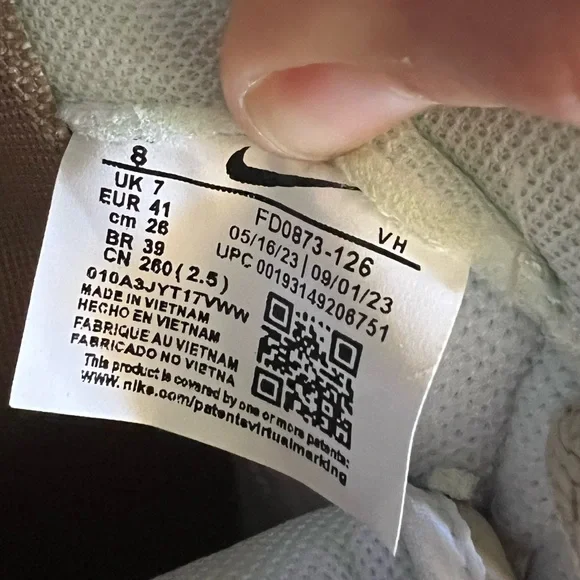 8
VH
UK 7
EUR 41
cm 26
BR 39
CN 260 (2.5)
FD0873-126
05/16/23 | 09/01/23
UPC 00193149206751
010A3JYT17VWW
MADE IN VIETNAM
HECHO EN VIETNAM
FABRIQUE AU VIETNAM
FABRICADO NO VIETNA
This product is covered by one or more patents:
www.nike.com/patentsvirtualmarking